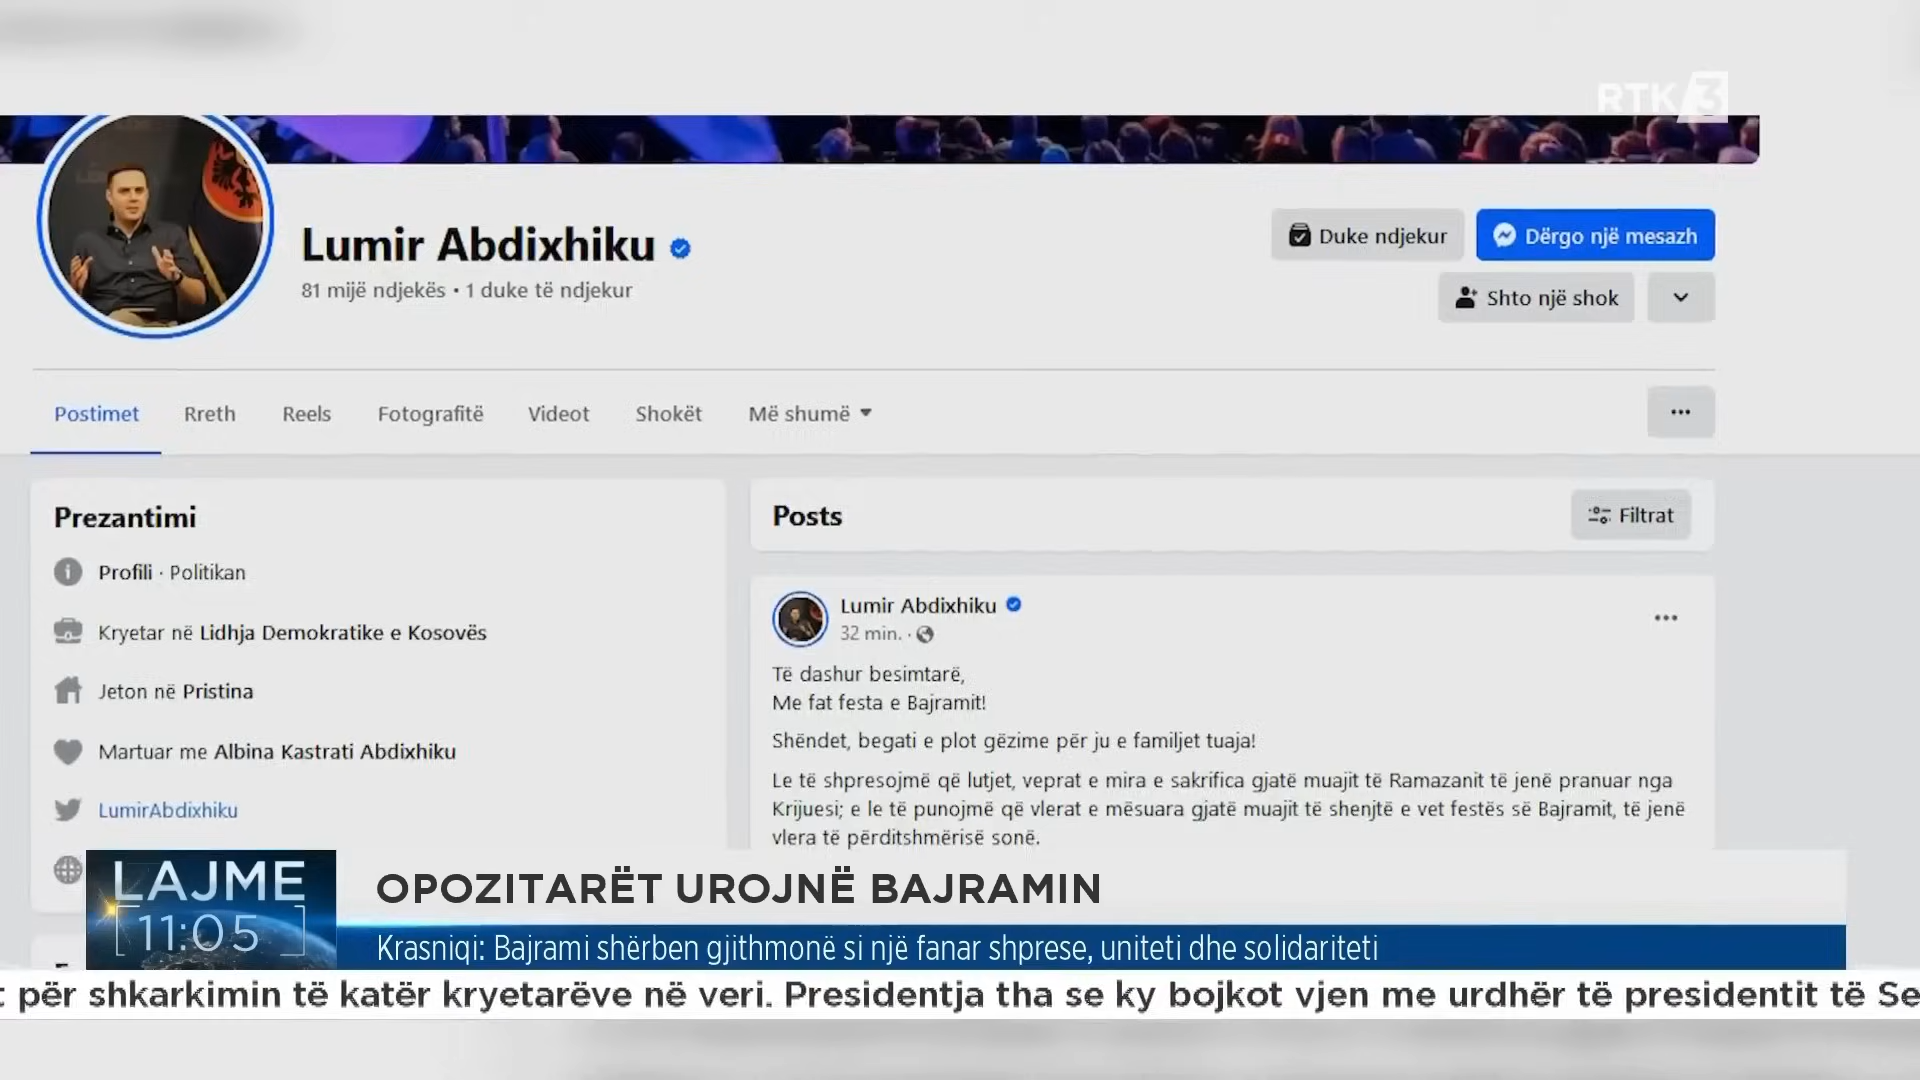 RTK 3
Lumir Abdixhiku
81 mijë ndjekës • 1 duke të ndjekur
Duke ndjekur
Dërgo një mesazh
Shto një shok
Postimet
Rreth
Reels
Fotografitë
Videot
Shokët
Më shumë
Prezantimi
Profili · Politikan
Kryetar në Lidhja Demokratike e Kosovës
Jeton në Pristina
Martuar me Albina Kastrati Abdixhiku
LumirAbdixhiku
Posts
Filtrat
Lumir Abdixhiku
32 min. ·
Të dashur besimtarë,
Me fat festa e Bajramit!
Shëndet, begati e plot gëzime për ju e familjet tuaja!
Le të shpresojmë që lutjet, veprat e mira e sakrifica gjatë muajit të Ramazanit të jenë pranuar nga
Krijuesi; e le të punojmë që vlerat e mësuara gjatë muajit të shenjtë e vet festës së Bajramit, të jenë
vlera të përditshmërisë sonë.
LAJME
11:05
OPOZITARËT UROJNË BAJRAMIN
Krasniqi: Bajrami shërben gjithmonë si një fanar shprese, uniteti dhe solidariteti
për shkarkimin të katër kryetarëve në veri. Presidentja tha se ky bojkot vjen me urdhër të presidentit të Se